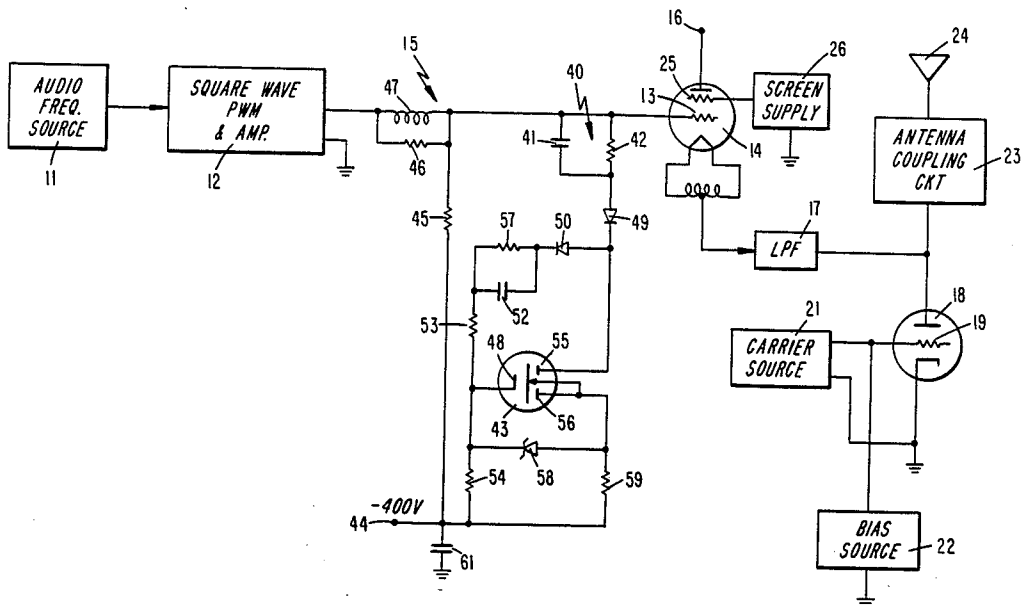 AUDIO
FREQ.
SOURCE
11
SQUARE WAVE
PWM
& AMP.
12
15
47
46
45
40
41
42
49
50
57
52
53
48
55
56
43
58
54
59
-400V
44
61
16
25
13
14
26
SCREEN
SUPPLY
17
LPF
24
ANTENNA
COUPLING
CKT
23
18
19
21
CARRIER
SOURCE
BIAS
SOURCE
22